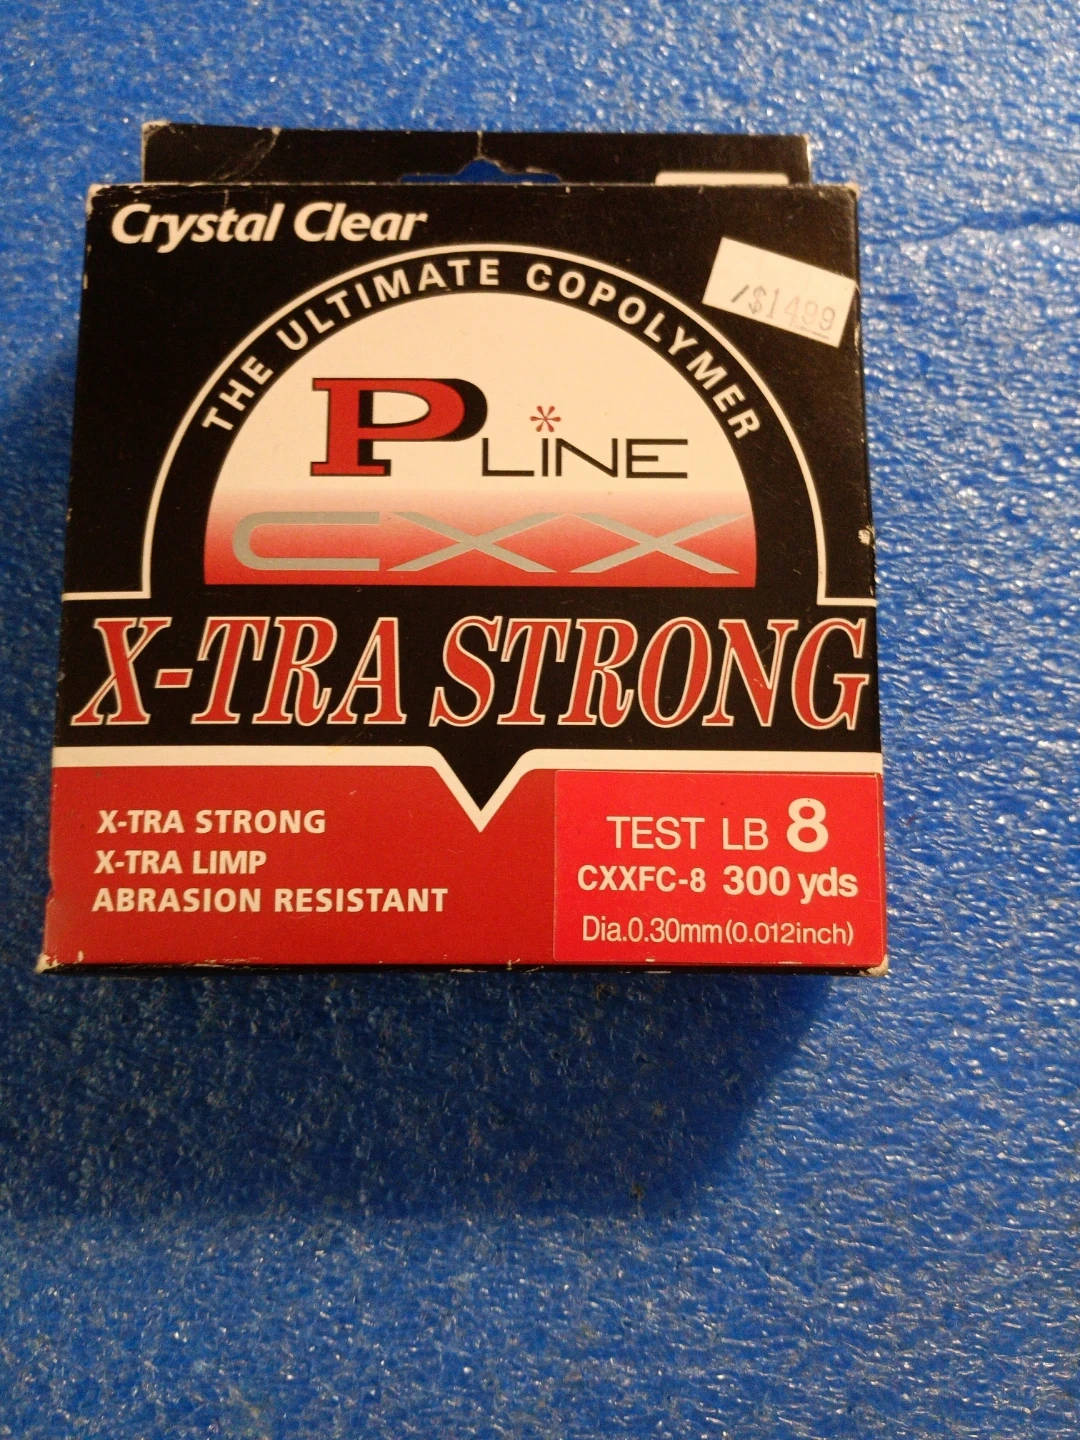 Crystal Clear
THE ULTIMATE COPOLYMER
/$14.99
P LiNE
CXX
X-TRA STRONG
X-TRA STRONG
X-TRA LIMP
ABRASION RESISTANT
TEST LB 8
CXXFC-8 300 yds
Dia.0.30mm(0.012inch)